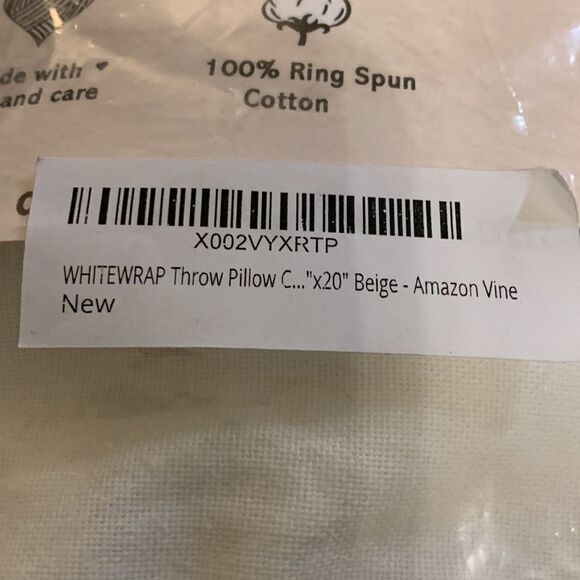 de with
and care
100% Ring Spun
Cotton
X002VYXRTP
WHITEWRAP Throw Pillow C..."x20" Beige - Amazon Vine
New